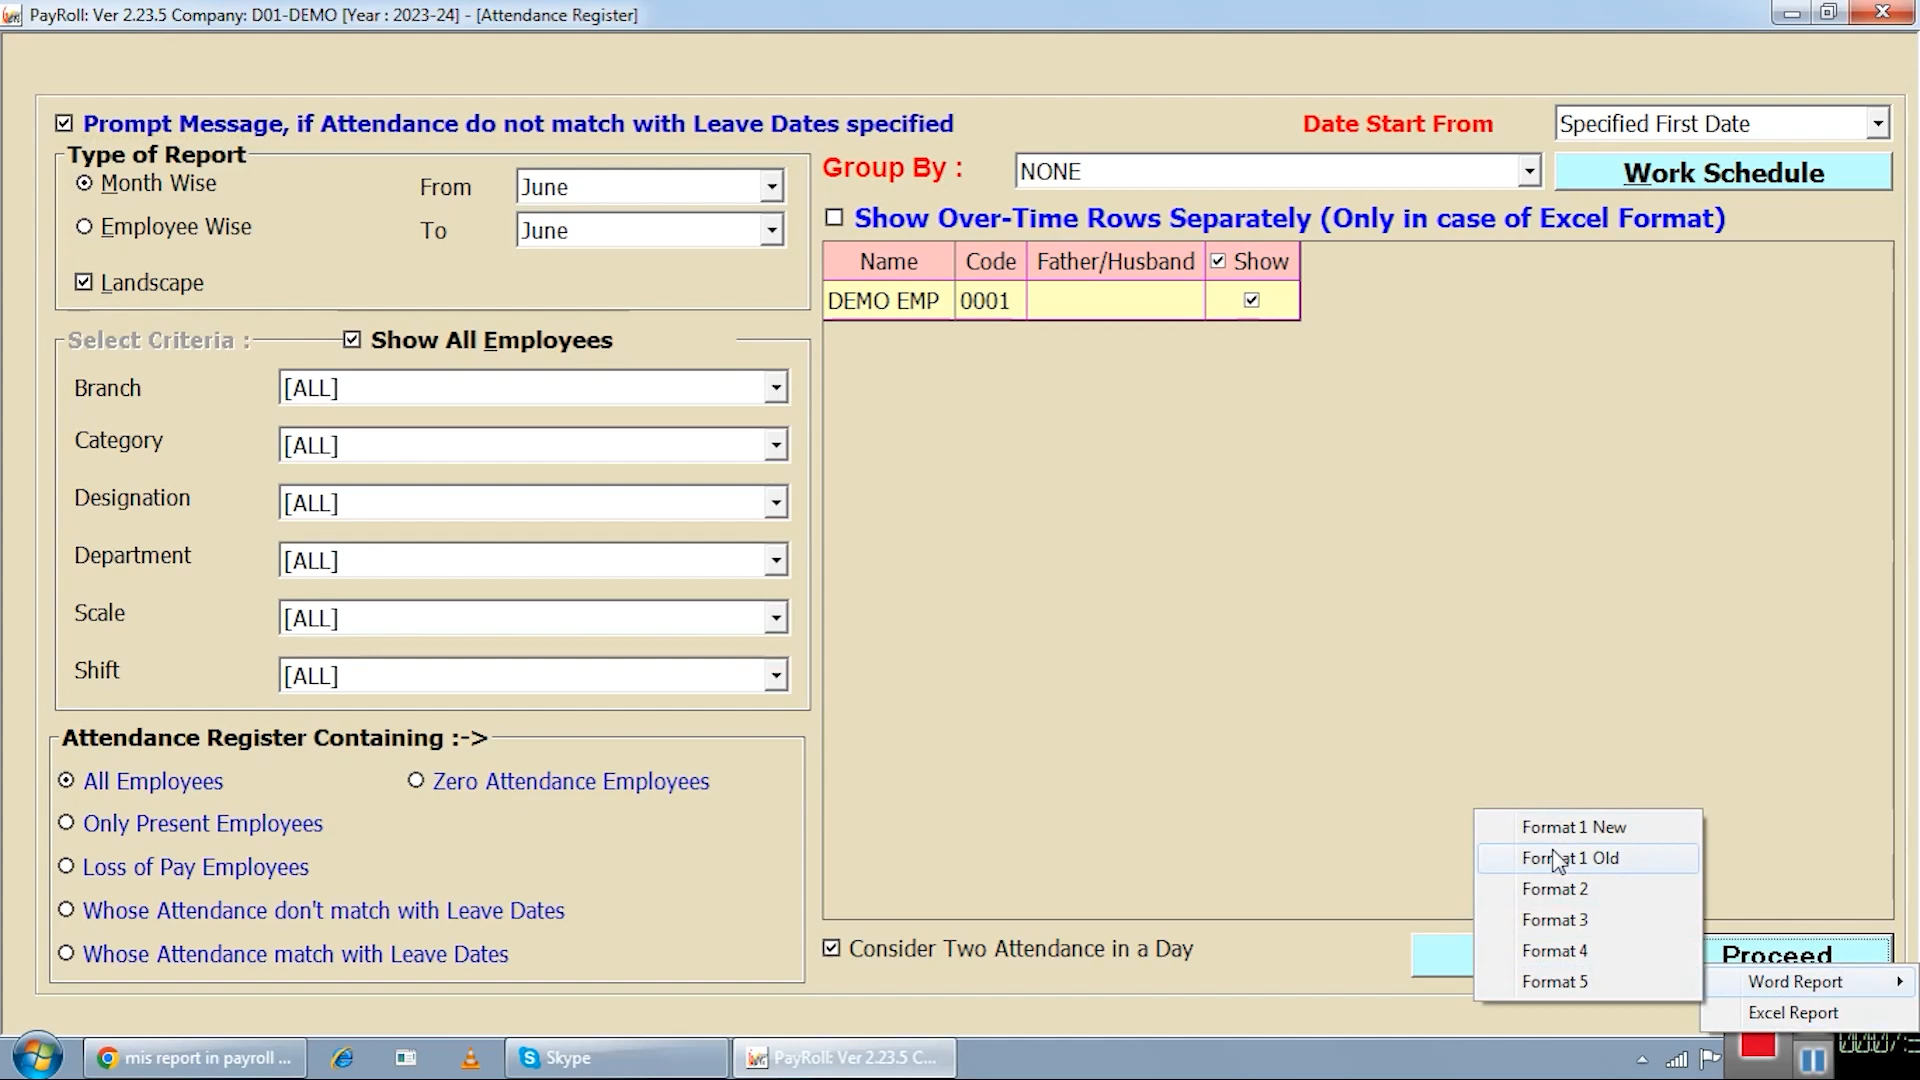 PayRoll: Ver 2.23.5 Company: D01-DEMO [Year : 2023-24] - [Attendance Register]
Prompt Message, if Attendance do not match with Leave Dates specified
Date Start From
Specified First Date
Type of Report
Month Wise
From
June
Employee Wise
To
June
Landscape
Group By :
NONE
Work Schedule
Show Over-Time Rows Separately (Only in case of Excel Format)
Name Code Father/Husband Show
DEMO EMP 0001
Select Criteria :
Show All Employees
Branch [ALL]
Category [ALL]
Designation [ALL]
Department [ALL]
Scale [ALL]
Shift [ALL]
Attendance Register Containing :->
All Employees
Zero Attendance Employees
Only Present Employees
Loss of Pay Employees
Whose Attendance don't match with Leave Dates
Whose Attendance match with Leave Dates
Consider Two Attendance in a Day
Proceed
Format 1 New
Format 1 Old
Format 2
Format 3
Format 4
Format 5
Word Report
Excel Report
mis report in payroll ...
Skype
PayRoll: Ver 2.23.5 C...